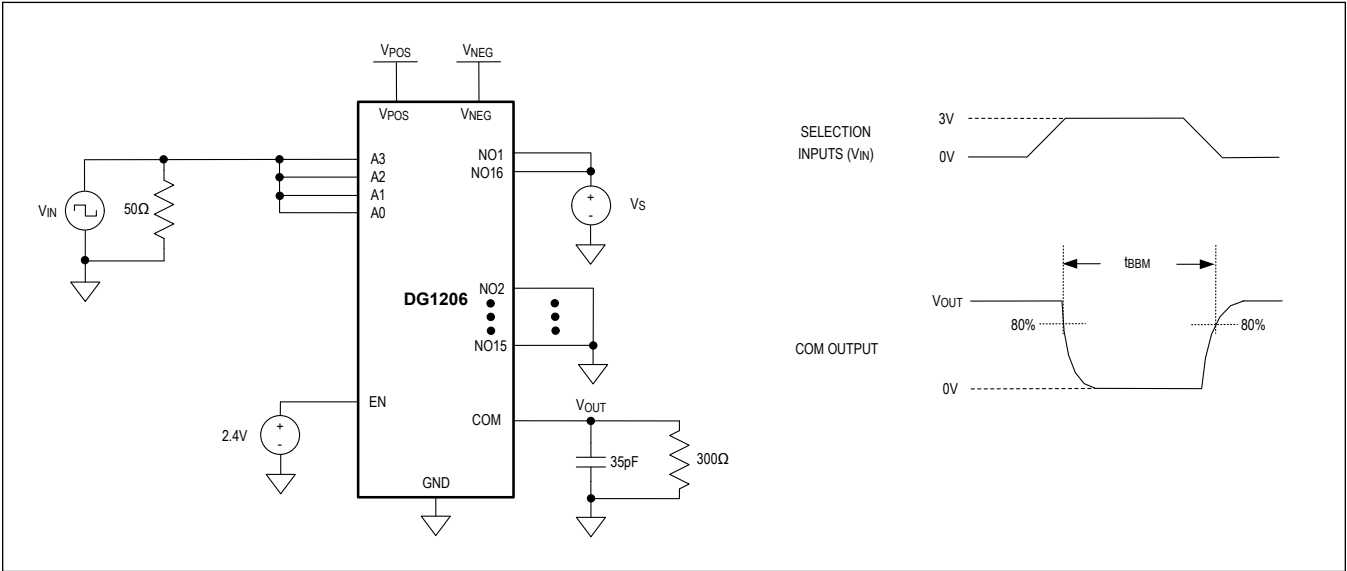 VPOS VNEG
VPOS VNEG
A3
A2
A1
A0
VIN
50Ω
NO1
NO16
+
-
VS
DG1206
NO2
NO15
EN
2.4V
+
-
COM
VOUT
35pF
300Ω
GND
SELECTION
INPUTS (VIN)
3V
0V
COM OUTPUT
VOUT
80%
0V
tBBM
80%